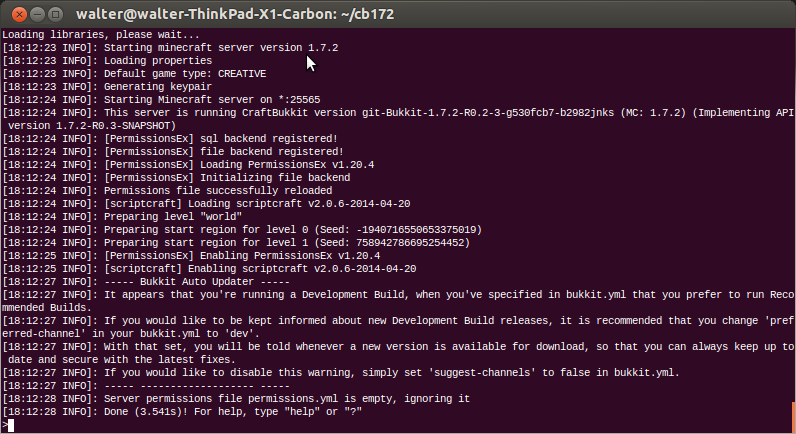 walter@walter-ThinkPad-X1-Carbon: ~/cb172
Loading libraries, please wait...
[18:12:23 INFO]: Starting minecraft server version 1.7.2
[18:12:23 INFO]: Loading properties
[18:12:23 INFO]: Default game type: CREATIVE
[18:12:23 INFO]: Generating keypair
[18:12:24 INFO]: Starting Minecraft server on *:25565
[18:12:24 INFO]: This server is running CraftBukkit version git-Bukkit-1.7.2-R0.2-3-g530fcb7-b2982jnks (MC: 1.7.2) (Implementing API
 version 1.7.2-R0.3-SNAPSHOT)
[18:12:24 INFO]: [PermissionsEx] sql backend registered!
[18:12:24 INFO]: [PermissionsEx] file backend registered!
[18:12:24 INFO]: [PermissionsEx] Loading PermissionsEx v1.20.4
[18:12:24 INFO]: [PermissionsEx] Initializing file backend
[18:12:24 INFO]: Permissions file successfully reloaded
[18:12:24 INFO]: [scriptcraft] Loading scriptcraft v2.0.6-2014-04-20
[18:12:24 INFO]: Preparing level "world"
[18:12:24 INFO]: Preparing start region for level 0 (Seed: -1940716550653375019)
[18:12:24 INFO]: Preparing start region for level 1 (Seed: 758942786695254452)
[18:12:25 INFO]: [PermissionsEx] Enabling PermissionsEx v1.20.4
[18:12:25 INFO]: [scriptcraft] Enabling scriptcraft v2.0.6-2014-04-20
[18:12:27 INFO]: ----- Bukkit Auto Updater -----
[18:12:27 INFO]: It appears that you're running a Development Build, when you've specified in bukkit.yml that you prefer to run Reco
mmended Builds.
[18:12:27 INFO]: If you would like to be kept informed about new Development Build releases, it is recommended that you change 'pref
erred-channel' in your bukkit.yml to 'dev'.
[18:12:27 INFO]: With that set, you will be told whenever a new version is available for download, so that you can always keep up to
 date and secure with the latest fixes.
[18:12:27 INFO]: If you would like to disable this warning, simply set 'suggest-channels' to false in bukkit.yml.
[18:12:27 INFO]: ----- ------------------- -----
[18:12:28 INFO]: Server permissions file permissions.yml is empty, ignoring it
[18:12:28 INFO]: Done (3.541s)! For help, type "help" or "?"
>